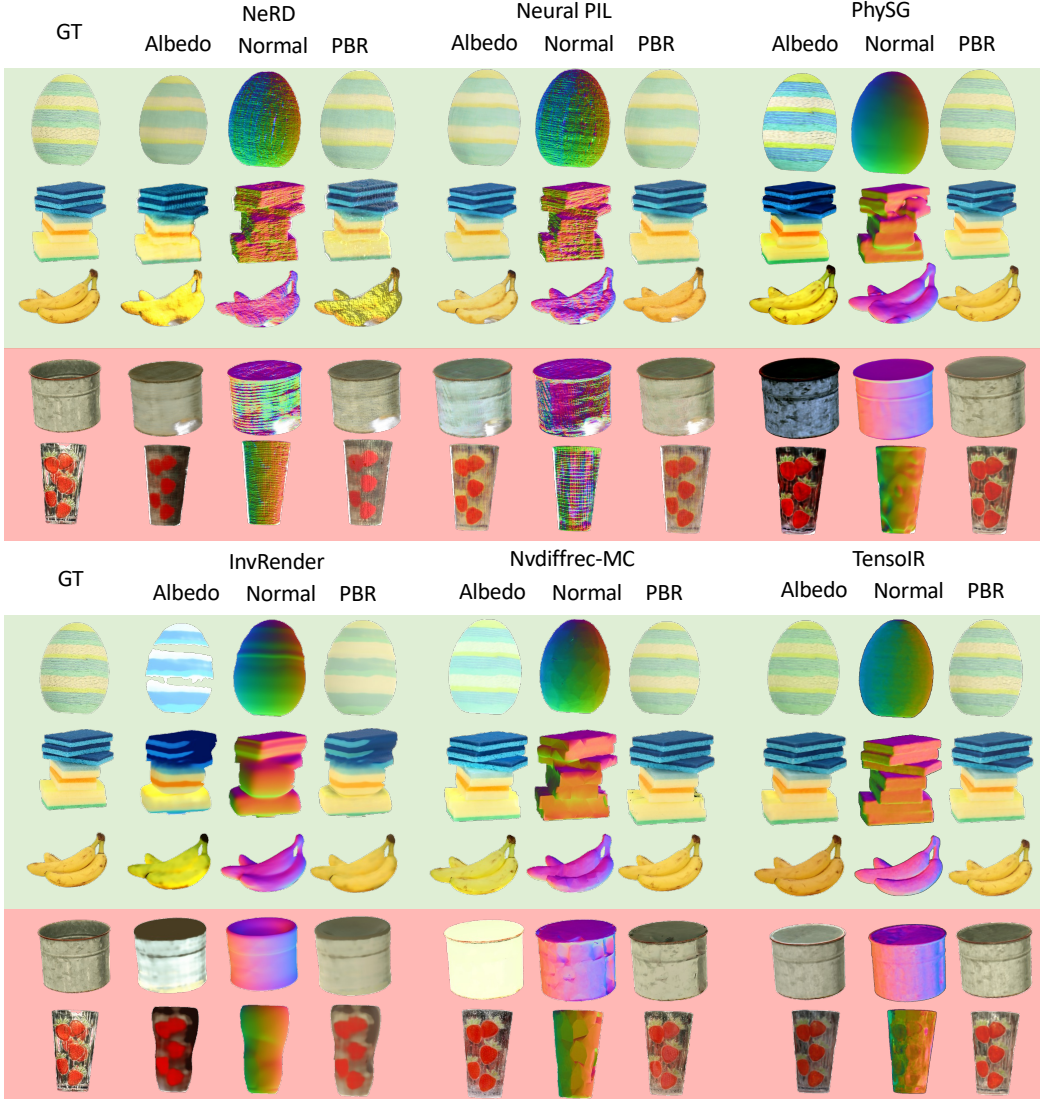 GT
NeRD
Neural PIL
PhySG
Albedo Normal PBR
Albedo Normal PBR
Albedo Normal PBR
GT
InvRender
Nvdiffrec-MC
TensoIR
Albedo Normal PBR
Albedo Normal PBR
Albedo Normal PBR